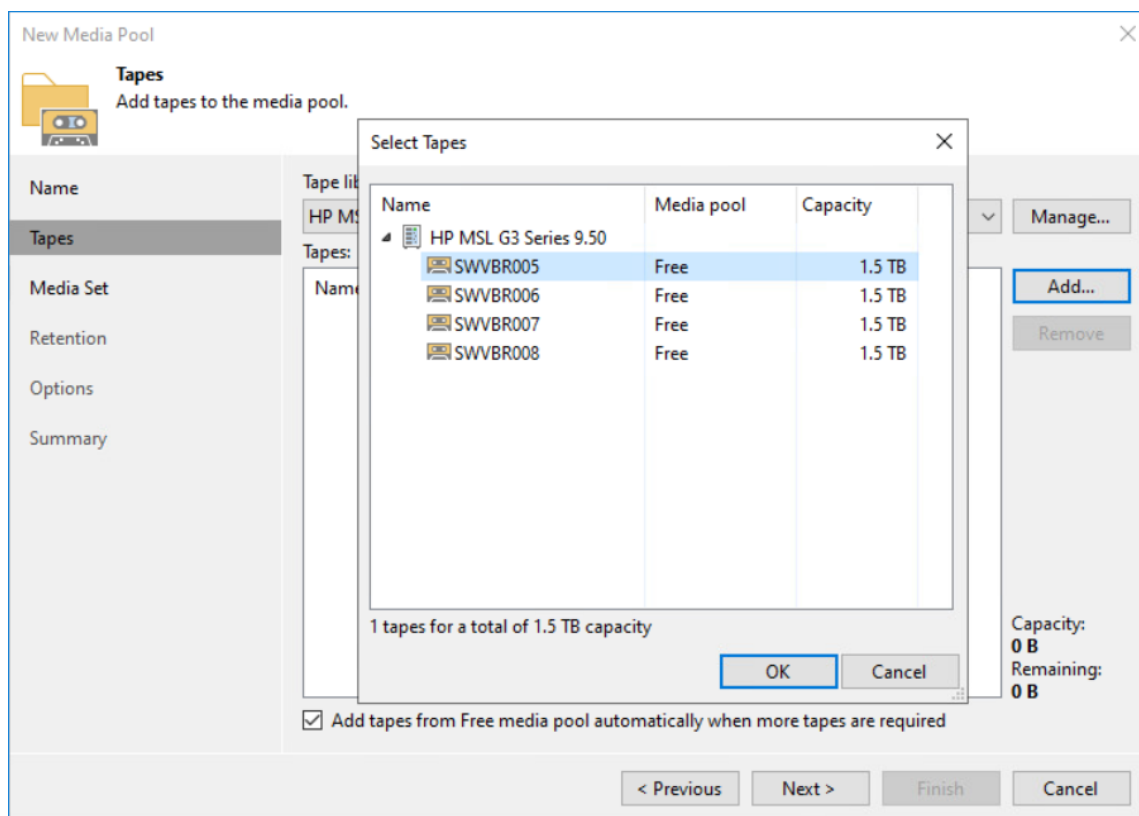 New Media Pool
Tapes
Add tapes to the media pool.
Name
Tapes
Media Set
Retention
Options
Summary
Tape lib
HP MS
Manage...
Tapes:
Name
Add...
Remove
Select Tapes
Name Media pool Capacity
HP MSL G3 Series 9.50
SWVBR005 Free 1.5 TB
SWVBR006 Free 1.5 TB
SWVBR007 Free 1.5 TB
SWVBR008 Free 1.5 TB
1 tapes for a total of 1.5 TB capacity
OK Cancel
Capacity:
0 B
Remaining:
0 B
Add tapes from Free media pool automatically when more tapes are required
< Previous Next > Finish Cancel